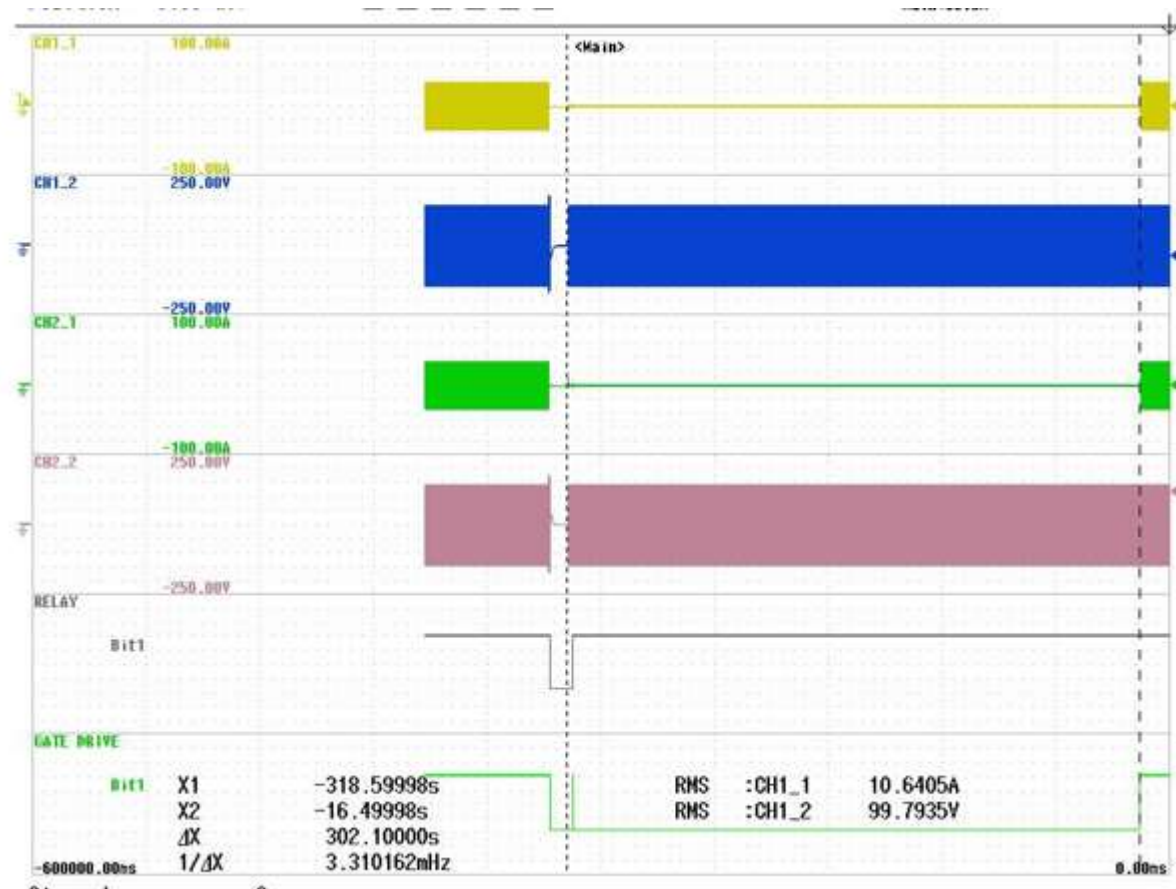 CH1_1 100.00A
<Main>
-100.00A
CH1_2 250.00V
-250.00V
CH2_1 100.00A
-100.00A
CH2_2 250.00V
-250.00V
RELAY
Bit1
GATE DRIVE
Bit1 X1 -318.59998s RMS :CH1_1 10.6405A
X2 -16.49998s RMS :CH1_2 99.7935V
ΔX 302.10000s
-600000.00ms 1/ΔX 3.310162mHz 0.00ms